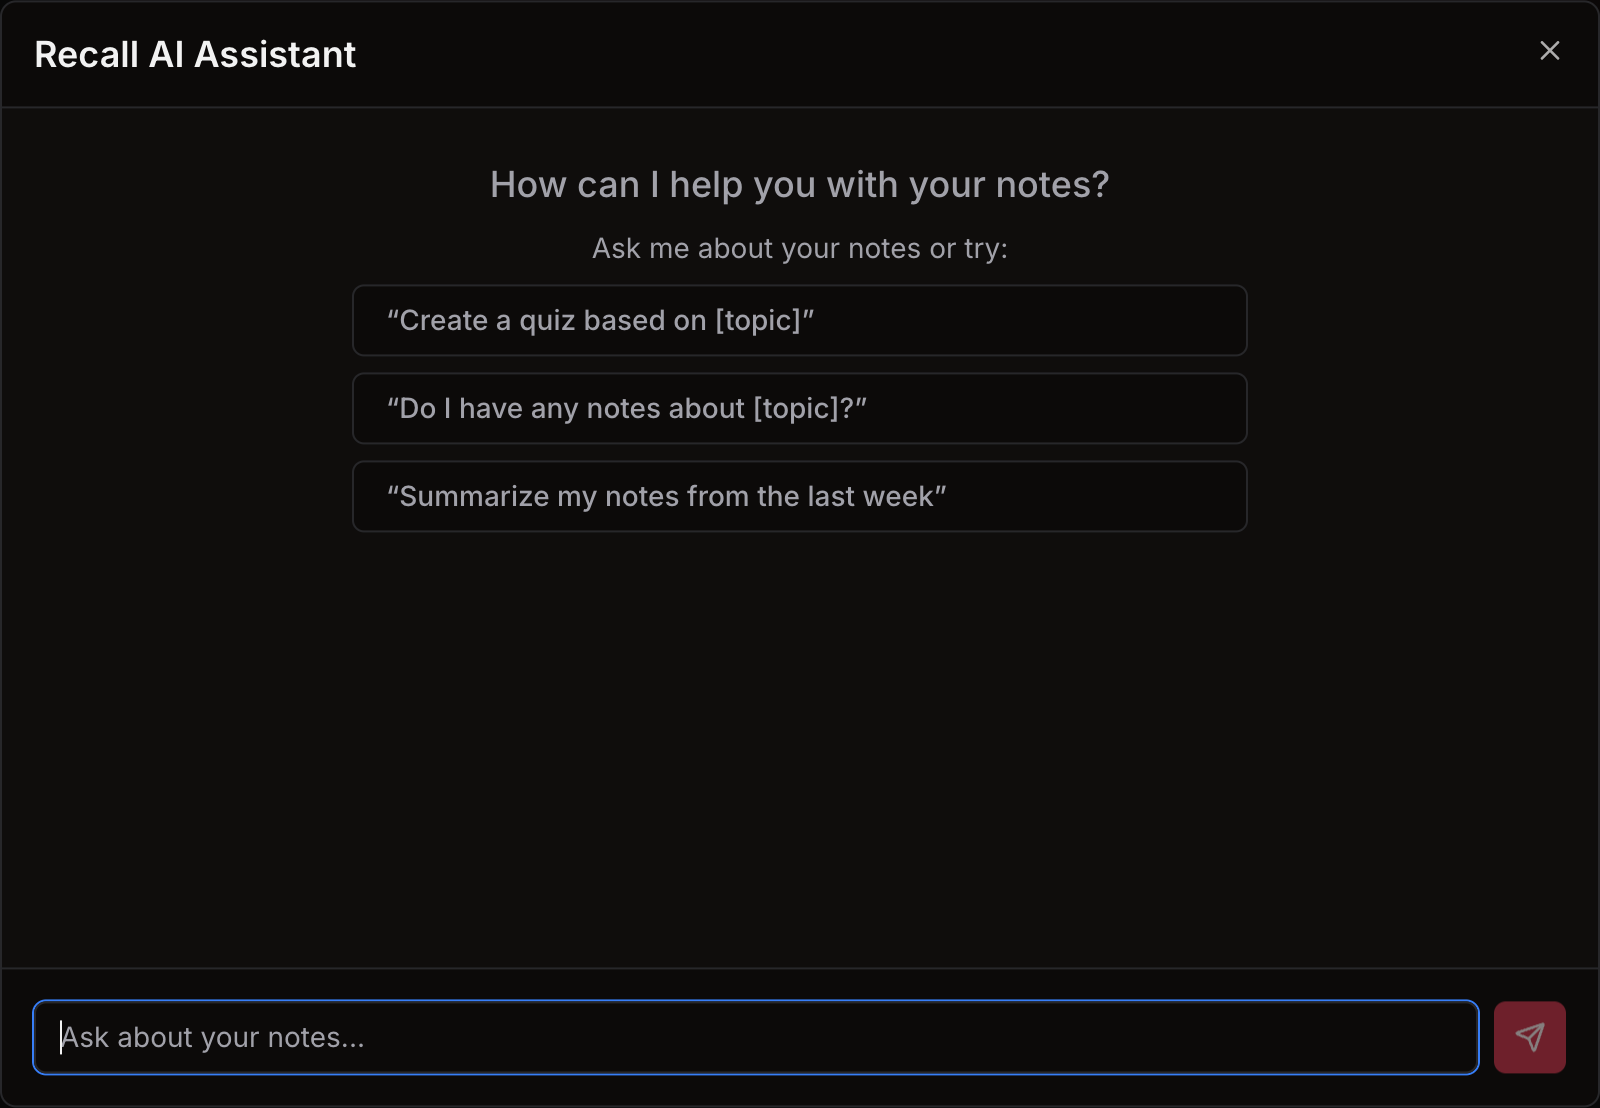 Recall AI Assistant
How can I help you with your notes?
Ask me about your notes or try:
“Create a quiz based on [topic]”
“Do I have any notes about [topic]?”
“Summarize my notes from the last week”
Ask about your notes...